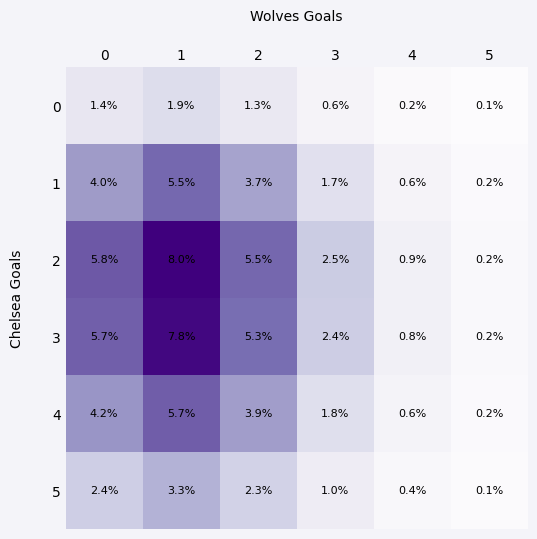 Wolves Goals
0 1 2 3 4 5
0 1.4% 1.9% 1.3% 0.6% 0.2% 0.1%
1 4.0% 5.5% 3.7% 1.7% 0.6% 0.2%
2 5.8% 8.0% 5.5% 2.5% 0.9% 0.2%
3 5.7% 7.8% 5.3% 2.4% 0.8% 0.2%
4 4.2% 5.7% 3.9% 1.8% 0.6% 0.2%
5 2.4% 3.3% 2.3% 1.0% 0.4% 0.1%
Chelsea Goals